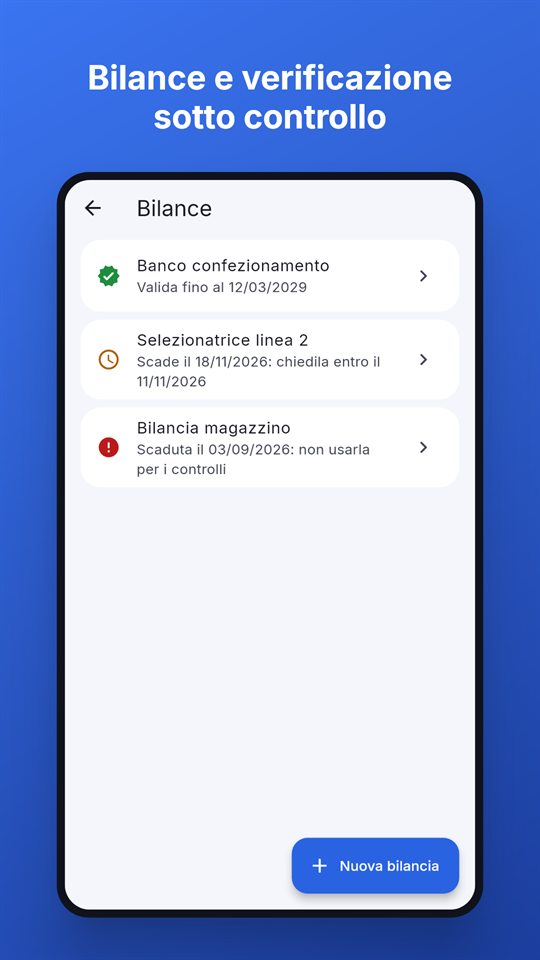 Bilance e verificazione
sotto controllo
Bilance
Banco confezionamento
Valida fino al 12/03/2029
Selezionatrice linea 2
Scade il 18/11/2026: chiedila entro il
11/11/2026
Bilancia magazzino
Scaduta il 03/09/2026: non usarla
per i controlli
Nuova bilancia